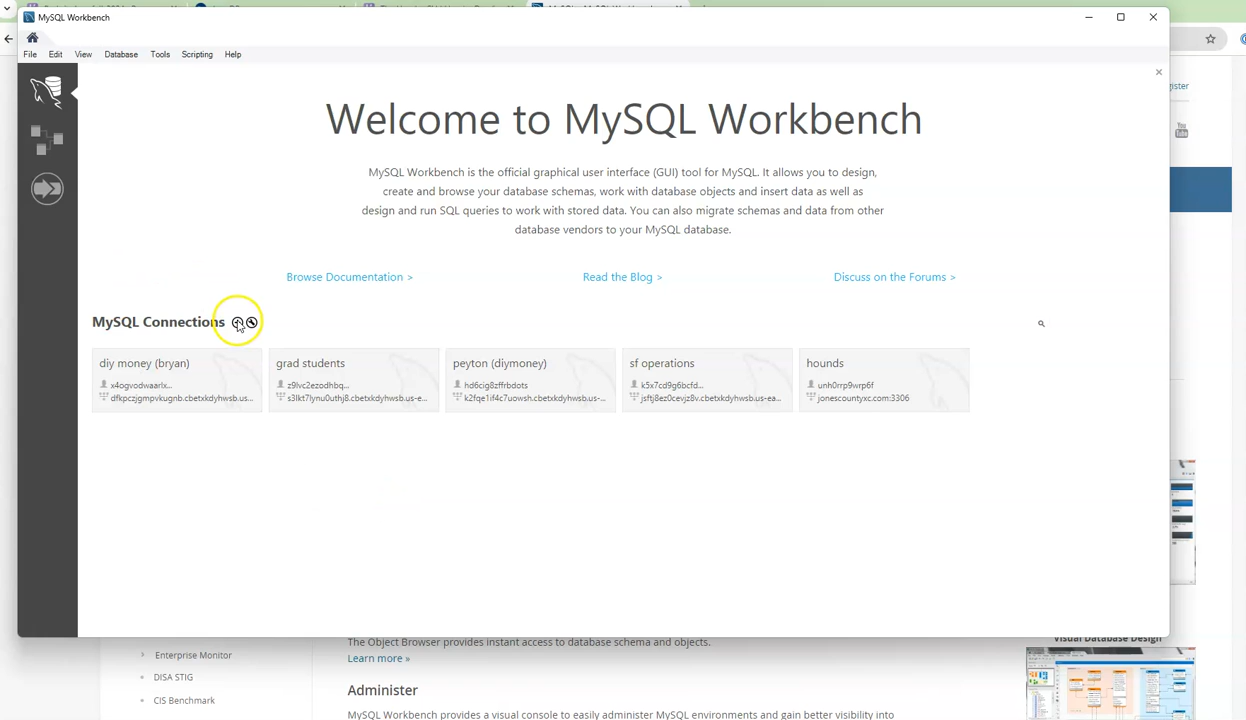 MySQL Workbench
File Edit View Database Tools Scripting Help
Welcome to MySQL Workbench
MySQL Workbench is the official graphical user interface (GUI) tool for MySQL. It allows you to design,
create and browse your database schemas, work with database objects and insert data as well as
design and run SQL queries to work with stored data. You can also migrate schemas and data from other
database vendors to your MySQL database.
Browse Documentation > Read the Blog > Discuss on the Forums >
MySQL Connections
diy money (bryan)
x4ogvodwaarlx...
dfkpczjgmpvkugnb.cbetxkdyhwsb.us...
grad students
z9lvc2ezodhbq...
s3lkt7lynu0uthj8.cbetxkdyhwsb.us-e...
peyton (diymoney)
hd6cig8zffrbdots
k2fqe1if4c7uowsh.cbetxkdyhwsb.us-...
sf operations
k5x7cd9g6bcfd...
jsftj8ez0cevjz8v.cbetxkdyhwsb.us-ea...
hounds
unh0rrp9wrp6f
jonescountyxc.com:3306
You
Tube
Enterprise Monitor
DISA STIG
CIS Benchmark
The Object Browser provides instant access to database schema and objects.
Learn more »
Administer
MySQL Workbench provides a visual console to easily administer MySQL environments and gain better visibility into
Visual Database Design